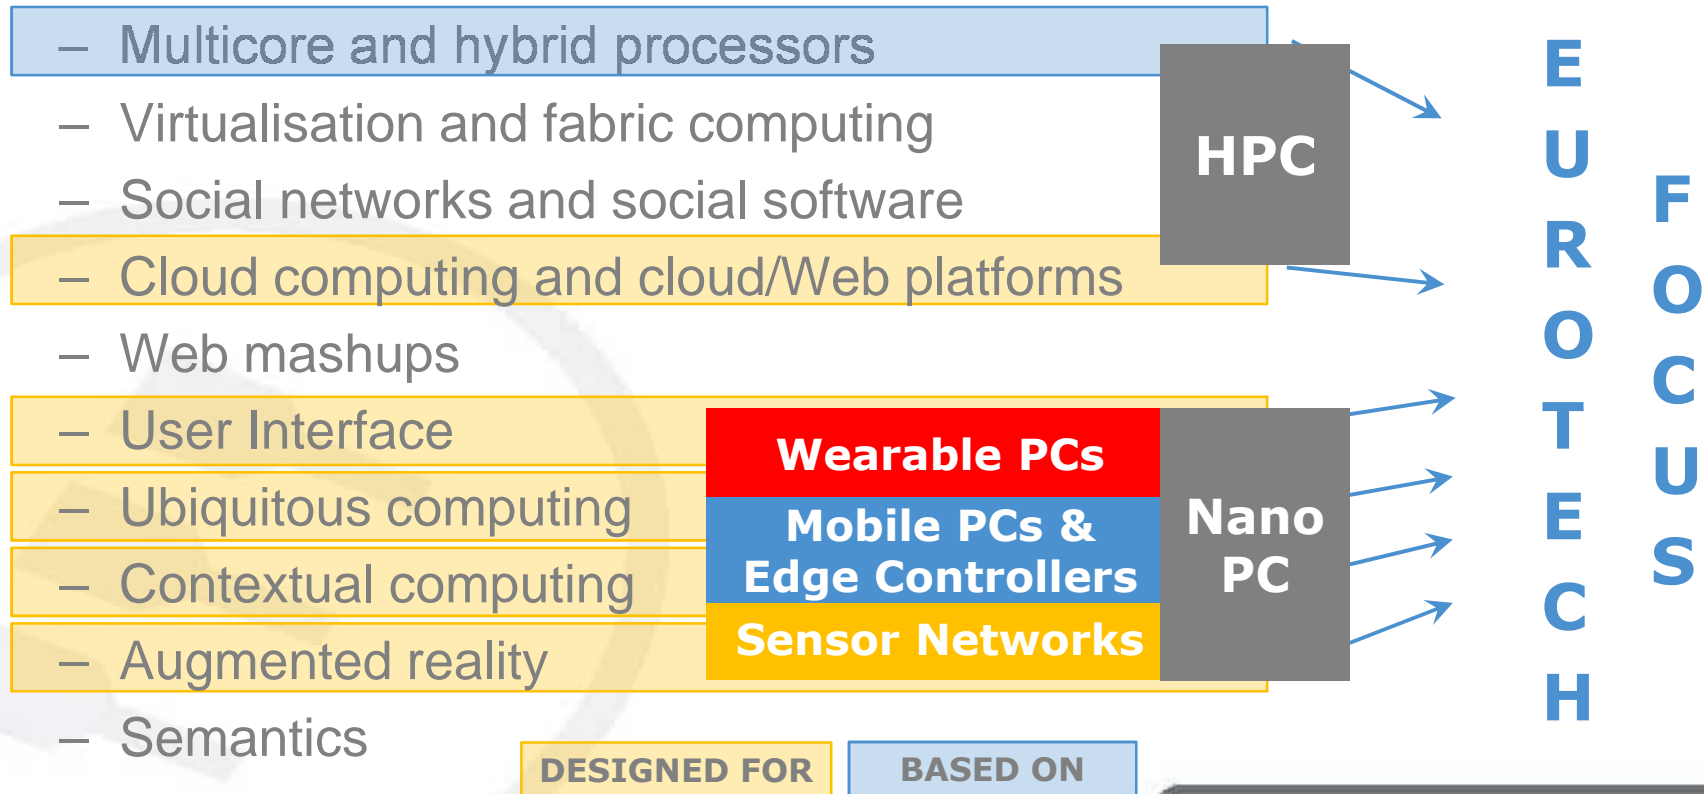 – Multicore and hybrid processors
– Virtualisation and fabric computing
– Social networks and social software
– Cloud computing and cloud/Web platforms
– Web mashups
– User Interface
– Ubiquitous computing
– Contextual computing
– Augmented reality
– Semantics
HPC
Wearable PCs
Mobile PCs &
Edge Controllers
Sensor Networks
Nano
PC
EUROTECH
FOCUS
DESIGNED FOR
BASED ON